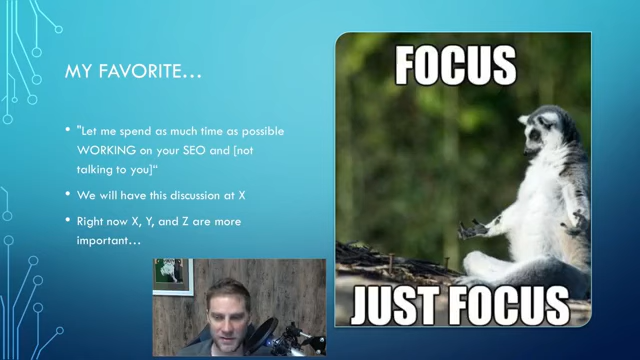 MY FAVORITE…
• "Let me spend as much time as possible
WORKING on your SEO and [not
talking to you]“
• We will have this discussion at X
• Right now X, Y, and Z are more
important…
FOCUS
JUST FOCUS